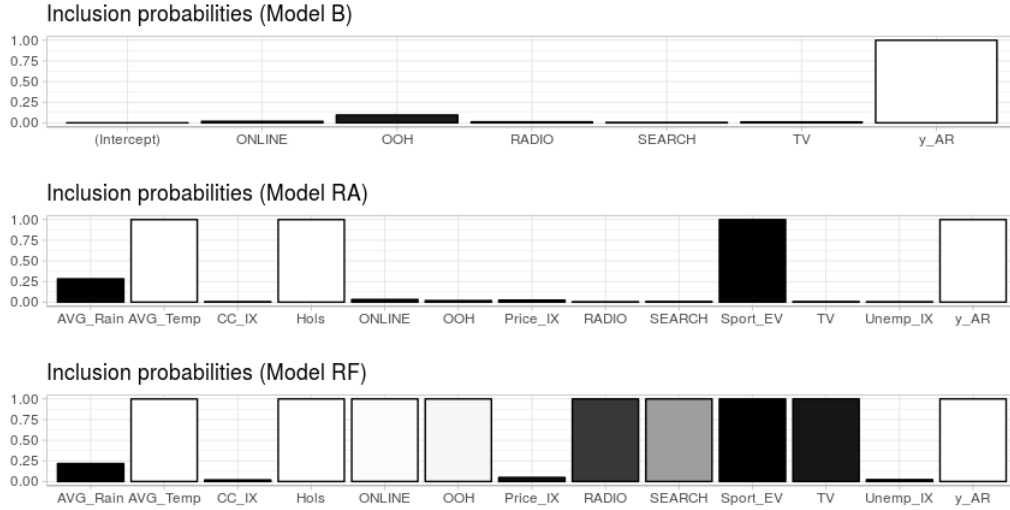 Inclusion probabilities (Model B)
1.00
0.75
0.50
0.25
0.00
(Intercept) ONLINE OOH RADIO SEARCH TV y_AR
Inclusion probabilities (Model RA)
1.00
0.75
0.50
0.25
0.00
AVG_Rain AVG_Temp CC_IX Hols ONLINE OOH Price_IX RADIO SEARCH Sport_EV TV Unemp_IX y_AR
Inclusion probabilities (Model RF)
1.00
0.75
0.50
0.25
0.00
AVG_Rain AVG_Temp CC_IX Hols ONLINE OOH Price_IX RADIO SEARCH Sport_EV TV Unemp_IX y_AR